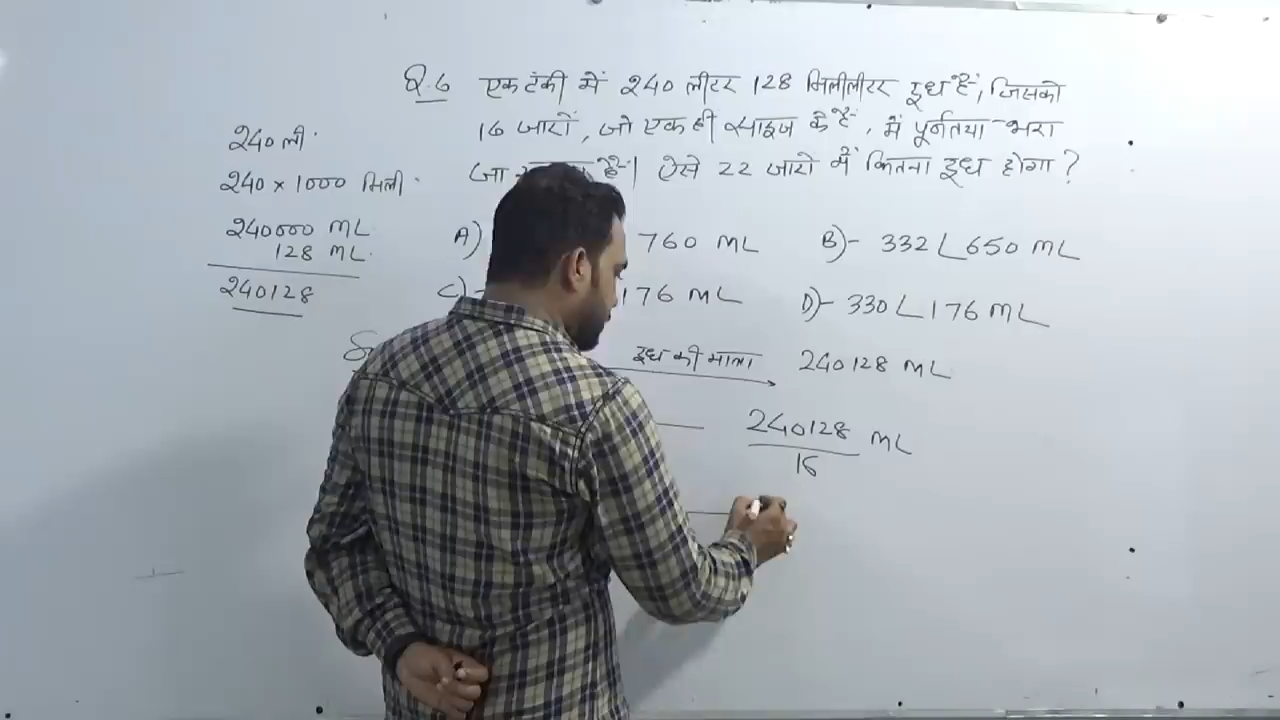 Q.6 एक टंकी में 240 लीटर 128 मिलीलीटर दूध है, जिसको
16 जारों, जो एक ही साइज के हैं, में पूर्नतया भरा
जा है। ऐसे 22 जारो में कितना दूध होगा ?
A) 760 ML B)- 332 L 650 ML
C)- 176 ML D)- 330 L 176 ML
240 ली.
240 x 1000 मिली.
240000 ML
128 ML.
240128
दूध की मात्रा 240128 ML
240128 ML
16